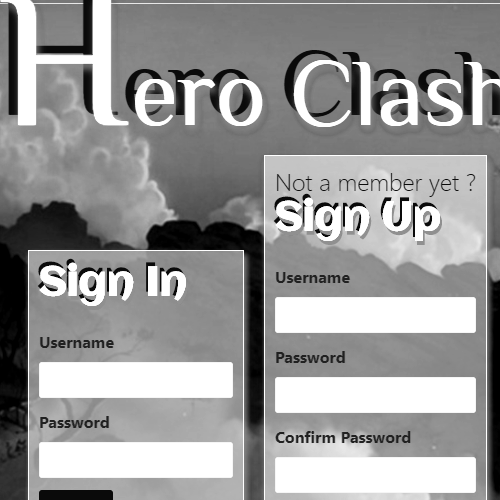 Hero Clash
Not a member yet ?
Sign Up
Username
Password
Confirm Password
Sign In
Username
Password